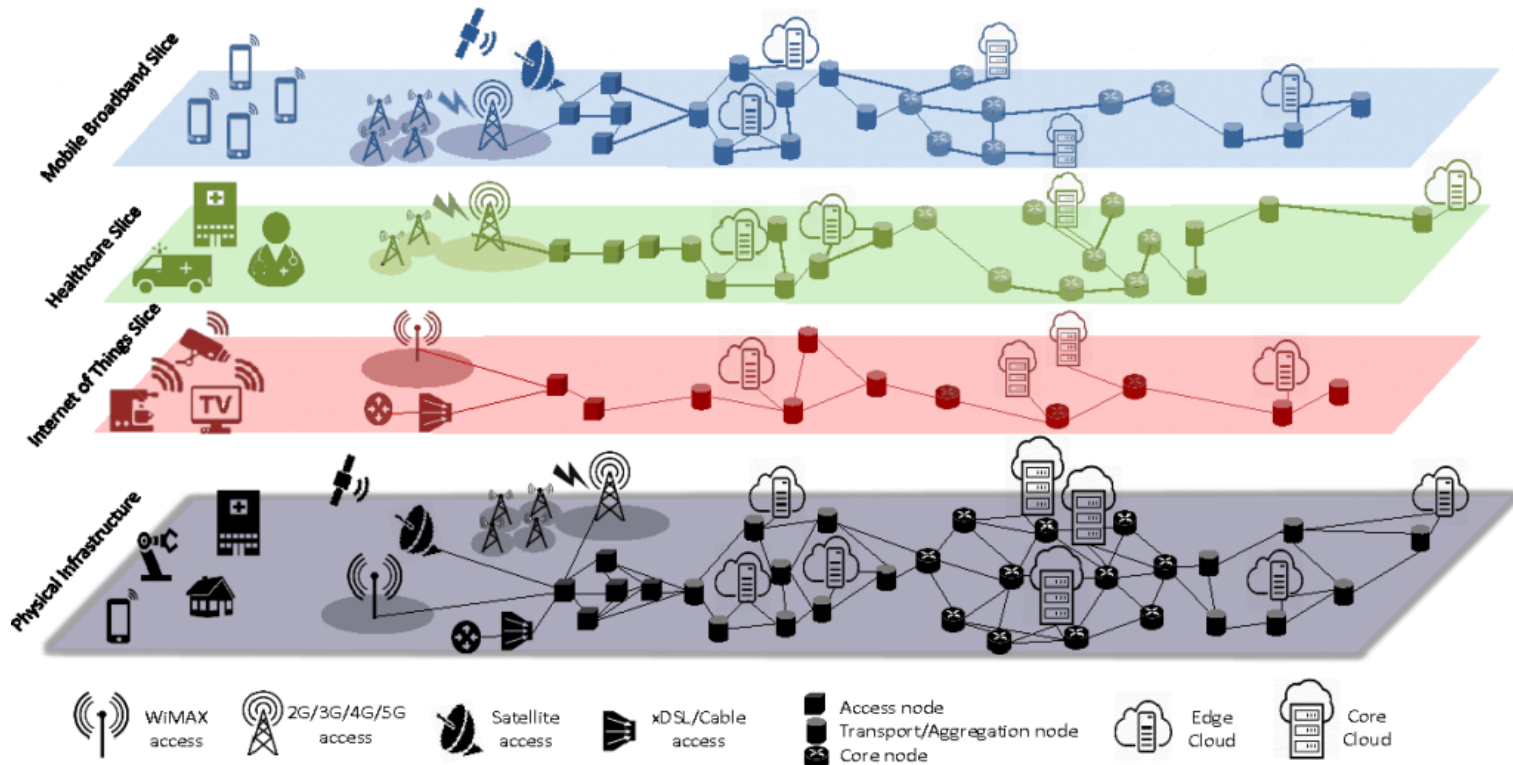 Mobile Broadband Slice
Healthcare Slice
Internet of Things Slice
TV
Physical Infrastructure
WiMAX
access
2G/3G/4G/5G
access
Satellite
access
xDSL/Cable
access
Access node
Transport/Aggregation node
Core node
Edge
Cloud
Core
Cloud